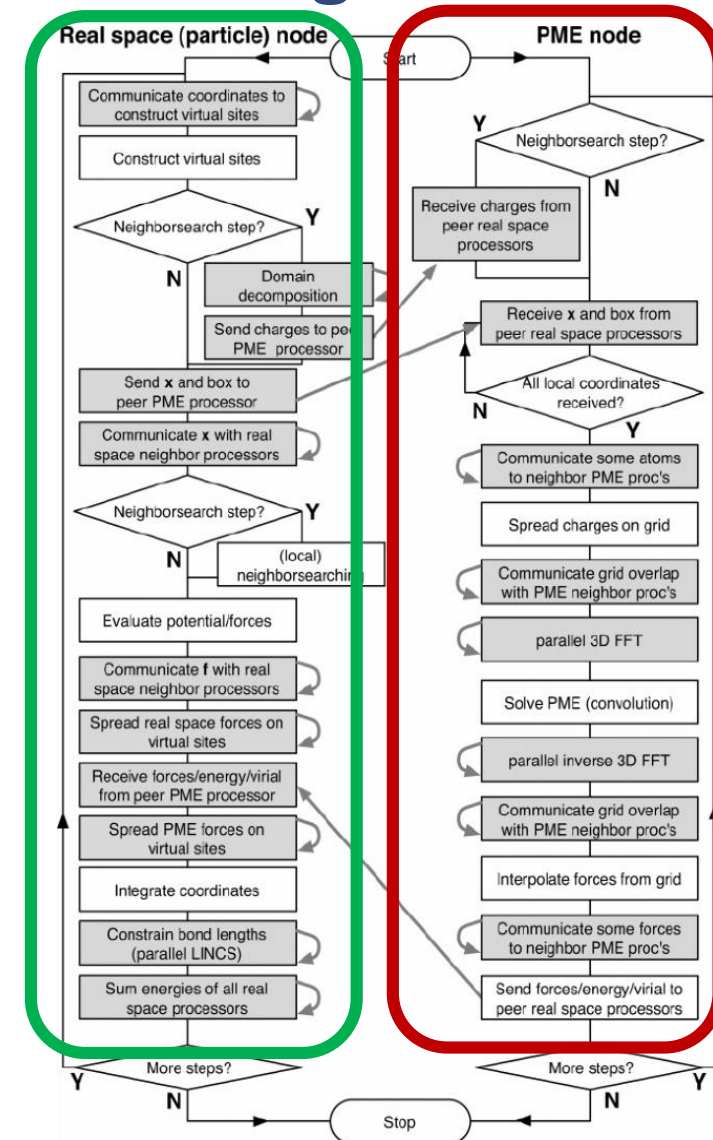 Real space (particle) node
Start
PME node
Communicate coordinates to
construct virtual sites
Construct virtual sites
Neighborsearch step?
Y
N
Domain
decomposition
Send charges to peer
PME processor
Send x and box to
peer PME processor
Communicate x with real
space neighbor processors
Neighborsearch step?
Y
N
(local)
neighborsearching
Evaluate potential/forces
Communicate f with real
space neighbor processors
Spread real space forces on
virtual sites
Receive forces/energy/virial
from peer PME processor
Spread PME forces on
virtual sites
Integrate coordinates
Constrain bond lengths
(parallel LINCS)
Sum energies of all real
space processors
More steps?
Y
N
Y
Neighborsearch step?
N
Receive charges from
peer real space
processors
Receive x and box from
peer real space processors
All local coordinates
received?
N
Y
Communicate some atoms
to neighbor PME proc's
Spread charges on grid
Communicate grid overlap
with PME neighbor proc's
parallel 3D FFT
Solve PME (convolution)
parallel inverse 3D FFT
Communicate grid overlap
with PME neighbor proc's
Interpolate forces from grid
Communicate some forces
to neighbor PME proc's
Send forces/energy/virial to
peer real space processors
More steps?
Y
N
Stop